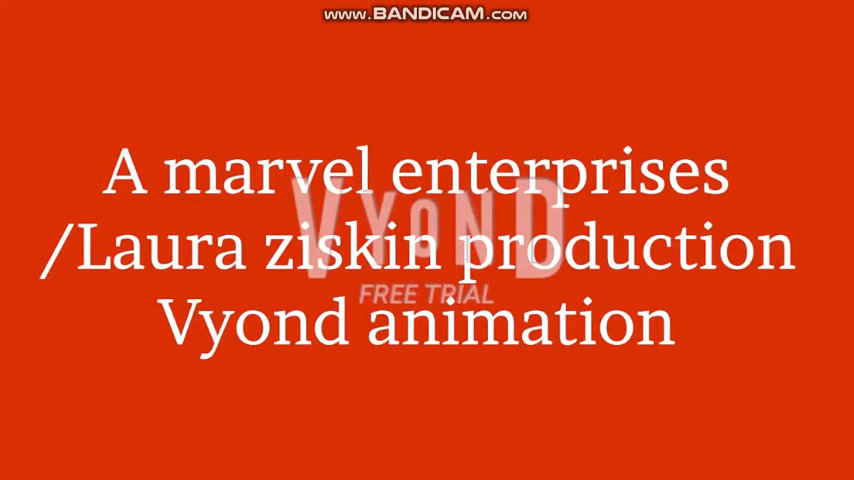 www.BANDICAM.com
A marvel enterprises
/Laura ziskin production
Vyond animation
VYOND
FREE TRIAL